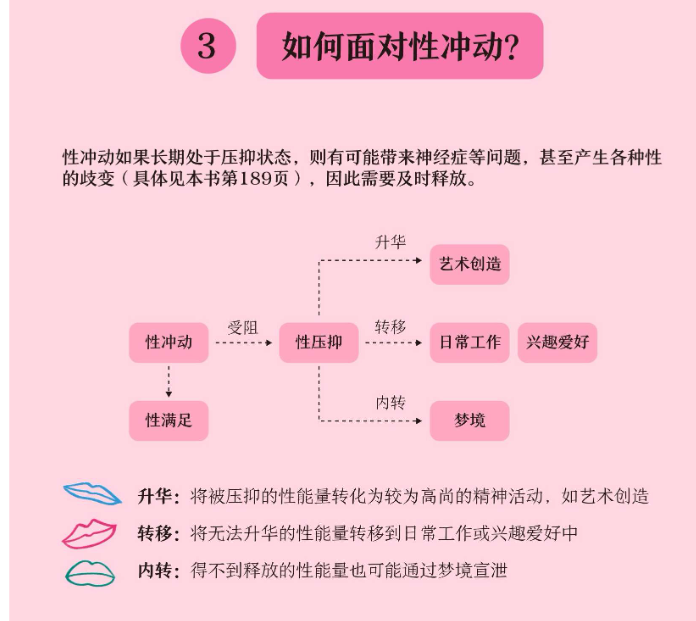 3 如何面对性冲动？
性冲动如果长期处于压抑状态，则有可能带来神经症等问题，甚至产生各种性
的歧变（具体见本书第189页），因此需要及时释放。
升华
艺术创造
性冲动 受阻 性压抑 转移 日常工作 兴趣爱好
性满足
内转
梦境
升华：将被压抑的性能量转化为较为高尚的精神活动，如艺术创造
转移：将无法升华的性能量转移到日常工作或兴趣爱好中
内转：得不到释放的性能量也可能通过梦境宣泄